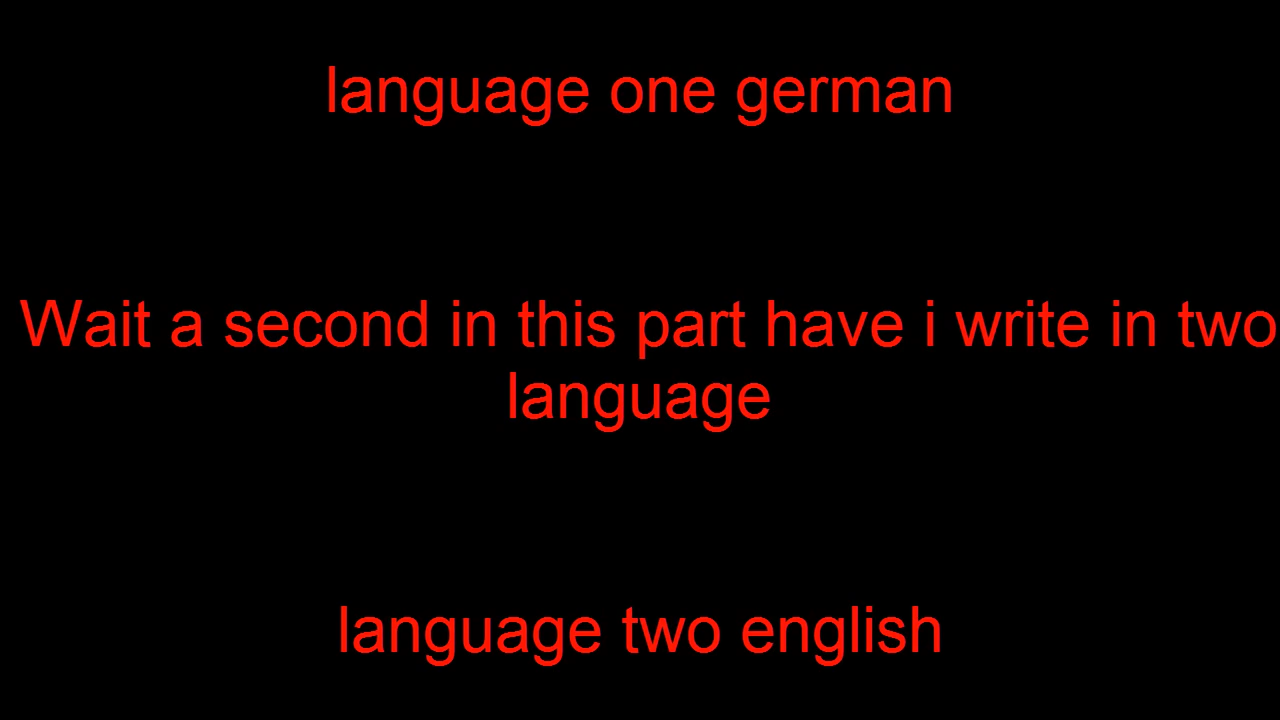 language one german
Wait a second in this part have i write in two
language
language two english